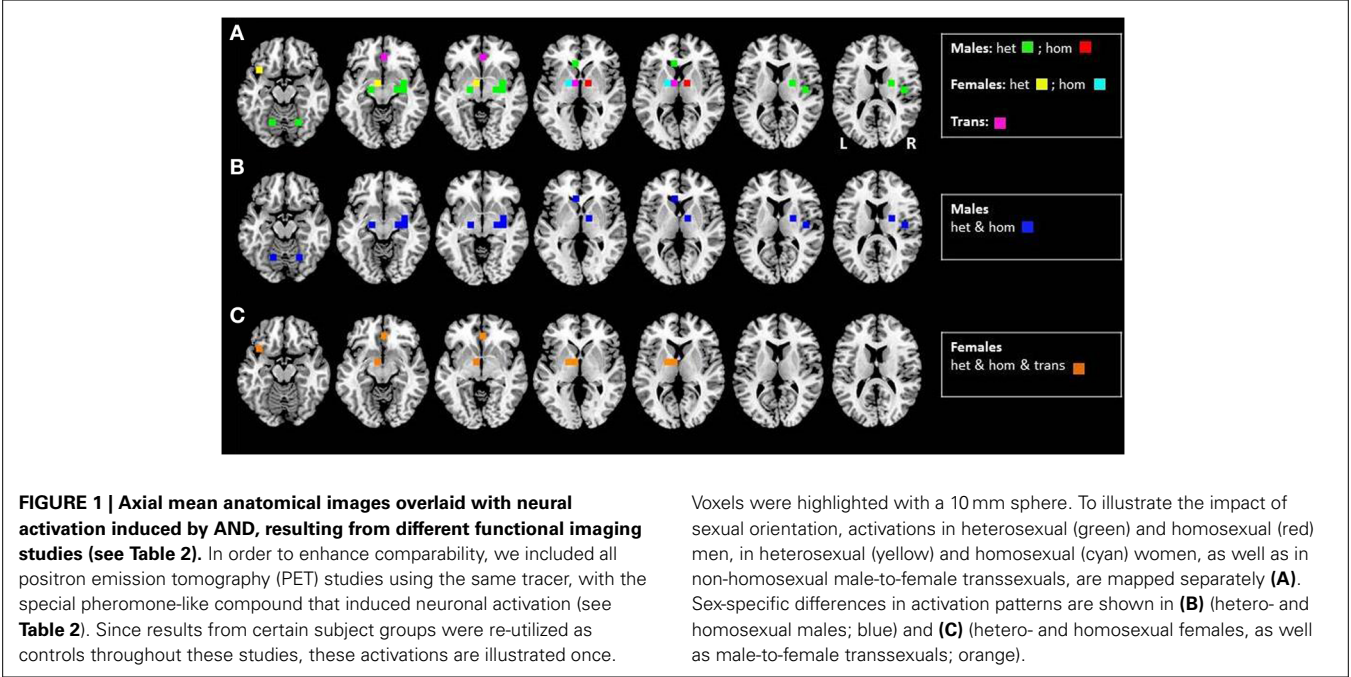 A
Males: het ; hom
Females: het ; hom
Trans:
L R
B
Males
het & hom
C
Females
het & hom & trans
FIGURE 1 | Axial mean anatomical images overlaid with neural
activation induced by AND, resulting from different functional imaging
studies (see Table 2). In order to enhance comparability, we included all
positron emission tomography (PET) studies using the same tracer, with the
special pheromone-like compound that induced neuronal activation (see
Table 2). Since results from certain subject groups were re-utilized as
controls throughout these studies, these activations are illustrated once.
Voxels were highlighted with a 10 mm sphere. To illustrate the impact of
sexual orientation, activations in heterosexual (green) and homosexual (red)
men, in heterosexual (yellow) and homosexual (cyan) women, as well as in
non-homosexual male-to-female transsexuals, are mapped separately (A).
Sex-specific differences in activation patterns are shown in (B) (hetero- and
homosexual males; blue) and (C) (hetero- and homosexual females, as well
as male-to-female transsexuals; orange).